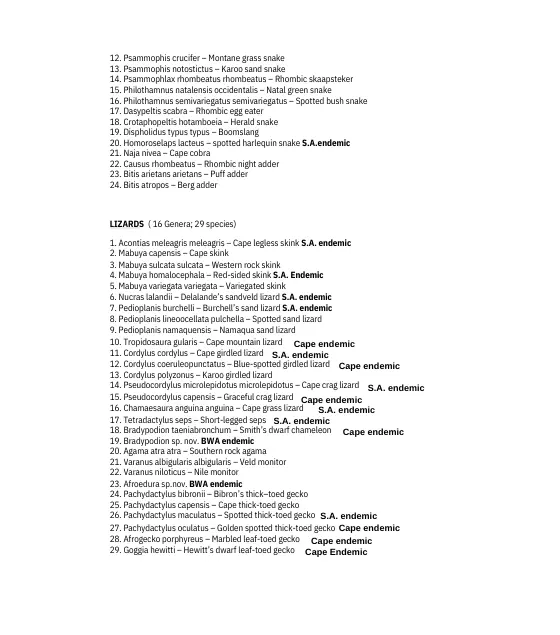 12. Psammophis crucifer – Montane grass snake
13. Psammophis notostictus – Karoo sand snake
14. Psammophlax rhombeatus rhombeatus – Rhombic skaapsteker
15. Philothamnus natalensis occidentalis – Natal green snake
16. Philothamnus semivariegatus semivariegatus – Spotted bush snake
17. Dasypeltis scabra – Rhombic egg eater
18. Crotaphopeltis hotamboeia – Herald snake
19. Dispholidus typus typus – Boomslang
20. Homoroselaps lacteus – spotted harlequin snake S.A.endemic
21. Naja nivea – Cape cobra
22. Causus rhombeatus – Rhombic night adder
23. Bitis arietans arietans – Puff adder
24. Bitis atropos – Berg adder
LIZARDS ( 16 Genera; 29 species)
1. Acontias meleagris meleagris – Cape legless skink S.A. endemic
2. Mabuya capensis – Cape skink
3. Mabuya sulcata sulcata – Western rock skink
4. Mabuya homalocephala – Red-sided skink S.A. Endemic
5. Mabuya variegata variegata – Variegated skink
6. Nucras lalandii – Delalande's sandveld lizard S.A. endemic
7. Pedioplanis burchelli – Burchell's sand lizard S.A. endemic
8. Pedioplanis lineoocellata pulchella – Spotted sand lizard
9. Pedioplanis namaquensis – Namaqua sand lizard
10. Tropidosaura gularis – Cape mountain lizard Cape endemic
11. Cordylus cordylus – Cape girdled lizard S.A. endemic
12. Cordylus coeruleopunctatus – Blue-spotted girdled lizard Cape endemic
13. Cordylus polyzonus – Karoo girdled lizard
14. Pseudocordylus microlepidotus microlepidotus – Cape crag lizard S.A. endemic
15. Pseudocordylus capensis – Graceful crag lizard Cape endemic
16. Chamaesaura anguina anguina – Cape grass lizard S.A. endemic
17. Tetradactylus seps – Short-legged seps S.A. endemic
18. Bradypodion taeniabronchum – Smith's dwarf chameleon Cape endemic
19. Bradypodion sp. nov. BWA endemic
20. Agama atra atra – Southern rock agama
21. Varanus albigularis albigularis – Veld monitor
22. Varanus niloticus – Nile monitor
23. Afroedura sp.nov. BWA endemic
24. Pachydactylus bibronii – Bibron's thick–toed gecko
25. Pachydactylus capensis – Cape thick-toed gecko
26. Pachydactylus maculatus – Spotted thick-toed gecko S.A. endemic
27. Pachydactylus oculatus – Golden spotted thick-toed gecko Cape endemic
28. Afrogecko porphyreus – Marbled leaf-toed gecko Cape endemic
29. Goggia hewitti – Hewitt's dwarf leaf-toed gecko Cape Endemic